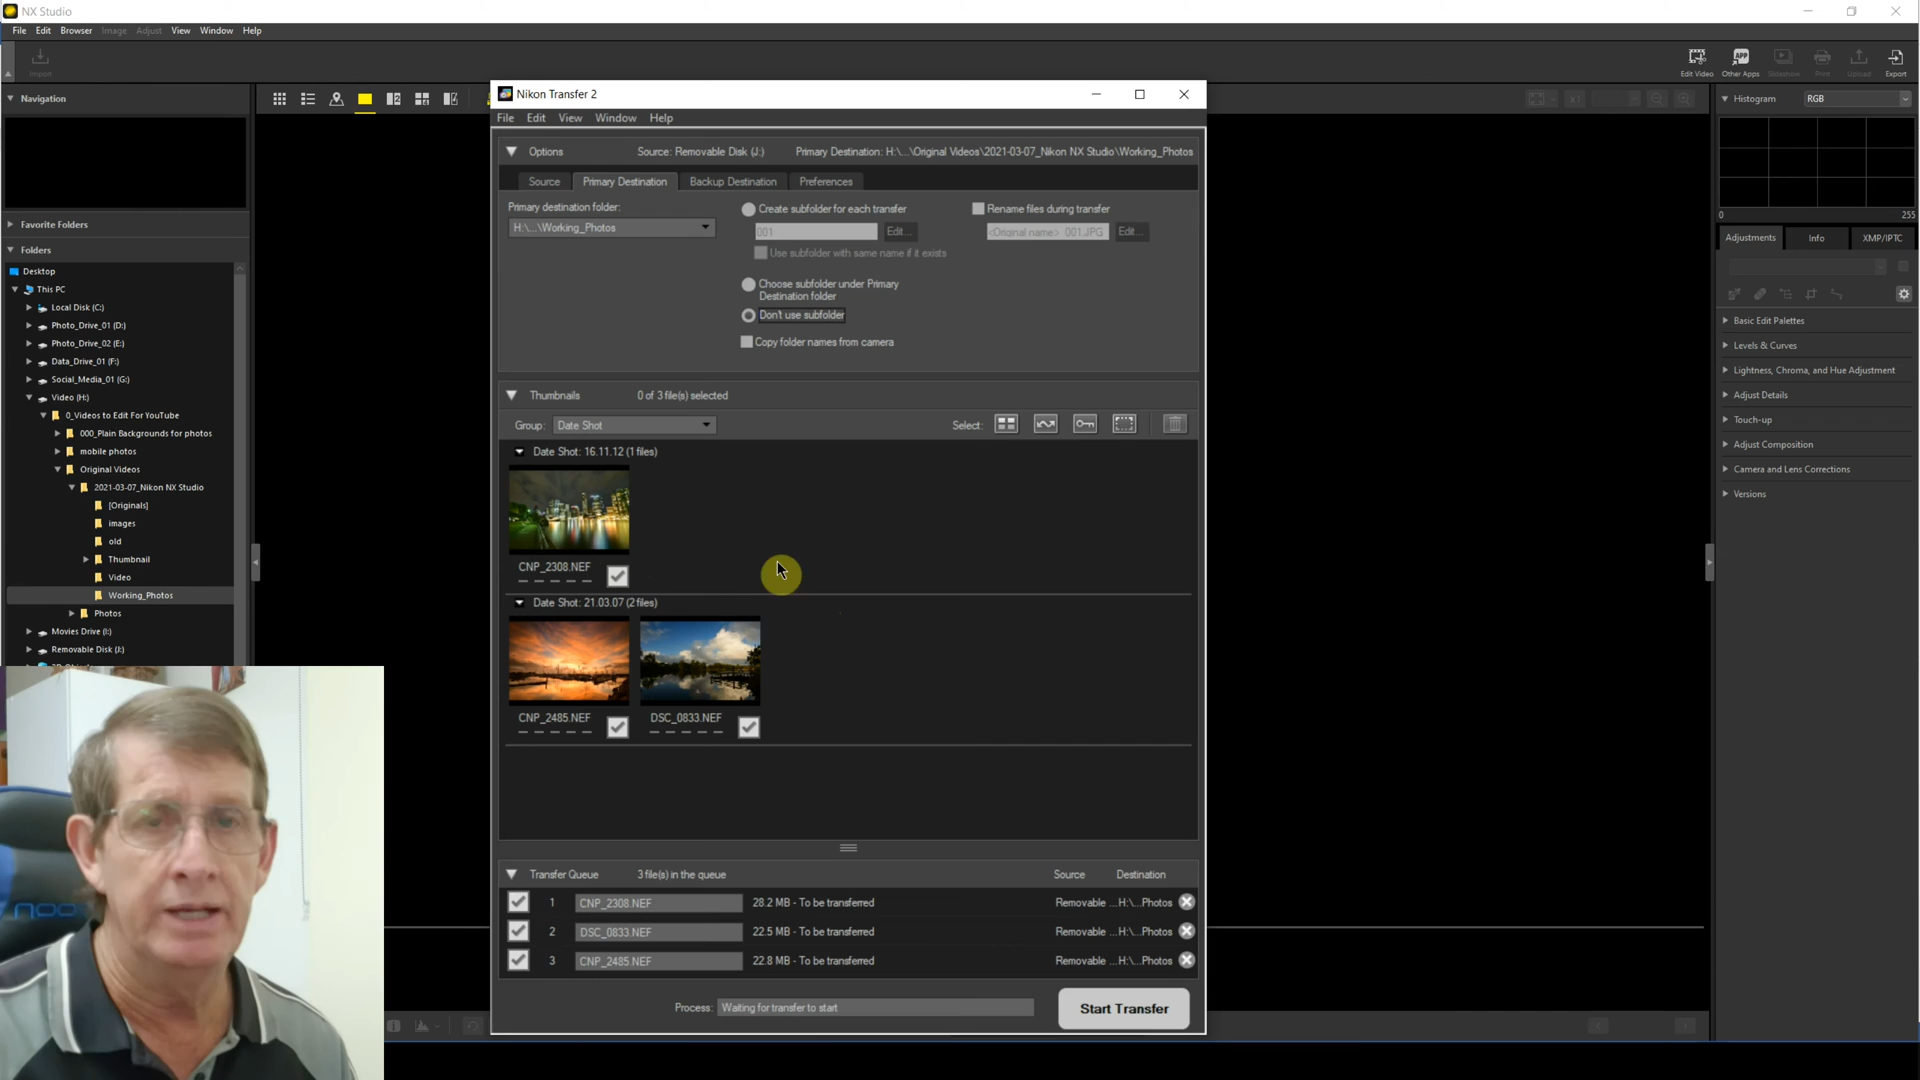 NX Studio
File Edit Browser Image Adjust View Window Help
Import
Edit Video Other Apps Slideshow Print Upload Export
Navigation
Favorite Folders
Folders
Desktop
This PC
Local Disk (C:)
Photo_Drive_01 (D:)
Photo_Drive_02 (E:)
Data_Drive_01 (F:)
Social_Media_01 (G:)
Video (H:)
0_Videos to Edit For YouTube
000_Plain Backgrounds for photos
mobile photos
Original Videos
2021-03-07_Nikon NX Studio
[Originals]
images
old
Thumbnail
Video
Working_Photos
Photos
Movies Drive (I:)
Removable Disk (J:)
Nikon Transfer 2
File Edit View Window Help
Options Source: Removable Disk (J:) Primary Destination: H:\...\Original Videos\2021-03-07_Nikon NX Studio\Working_Photos
Source Primary Destination Backup Destination Preferences
Primary destination folder:
H:\...\Working_Photos
Create subfolder for each transfer
001 Edit...
Use subfolder with same name if it exists
Choose subfolder under Primary
Destination folder
Don't use subfolder
Copy folder names from camera
Rename files during transfer
<Original name>_001.JPG Edit...
Thumbnails 0 of 3 file(s) selected
Group: Date Shot Select:
Date Shot: 16.11.12 (1files)
CNP_2308.NEF
Date Shot: 21.03.07 (2files)
CNP_2485.NEF DSC_0833.NEF
Transfer Queue 3 file(s) in the queue Source Destination
1 CNP_2308.NEF 28.2 MB - To be transferred Removable ...H:\...Photos
2 DSC_0833.NEF 22.5 MB - To be transferred Removable ...H:\...Photos
3 CNP_2485.NEF 22.8 MB - To be transferred Removable ...H:\...Photos
Process: Waiting for transfer to start Start Transfer
Histogram RGB
0 255
Adjustments Info XMP/IPTC
Basic Edit Palettes
Levels & Curves
Lightness, Chroma, and Hue Adjustment
Adjust Details
Touch-up
Adjust Composition
Camera and Lens Corrections
Versions